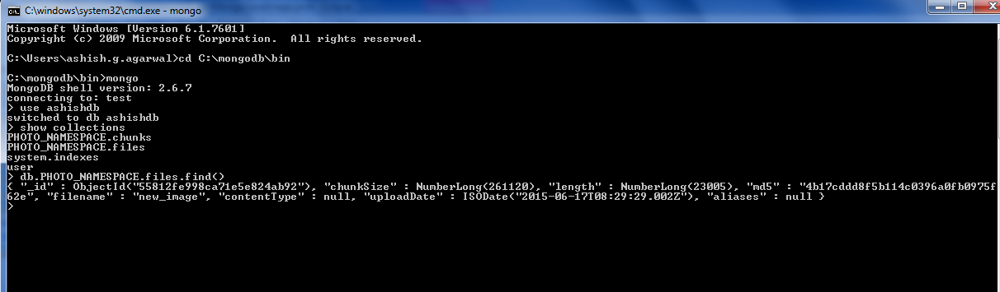 C:\windows\system32\cmd.exe - mongo
Microsoft Windows [Version 6.1.7601]
Copyright (c) 2009 Microsoft Corporation.  All rights reserved.
C:\Users\ashish.g.agarwal>cd C:\mongodb\bin
C:\mongodb\bin>mongo
MongoDB shell version: 2.6.7
connecting to: test
> use ashishdb
switched to db ashishdb
> show collections
PHOTO_NAMESPACE.chunks
PHOTO_NAMESPACE.files
system.indexes
user
> db.PHOTO_NAMESPACE.files.find()
{ "_id" : ObjectId("55812fe998ca71e5e824ab92"), "chunkSize" : NumberLong(261120), "length" : NumberLong(23005), "md5" : "4b17cddd8f5b114c0396a0fb0975f
62e", "filename" : "new_image", "contentType" : null, "uploadDate" : ISODate("2015-06-17T08:29:29.002Z"), "aliases" : null }
>